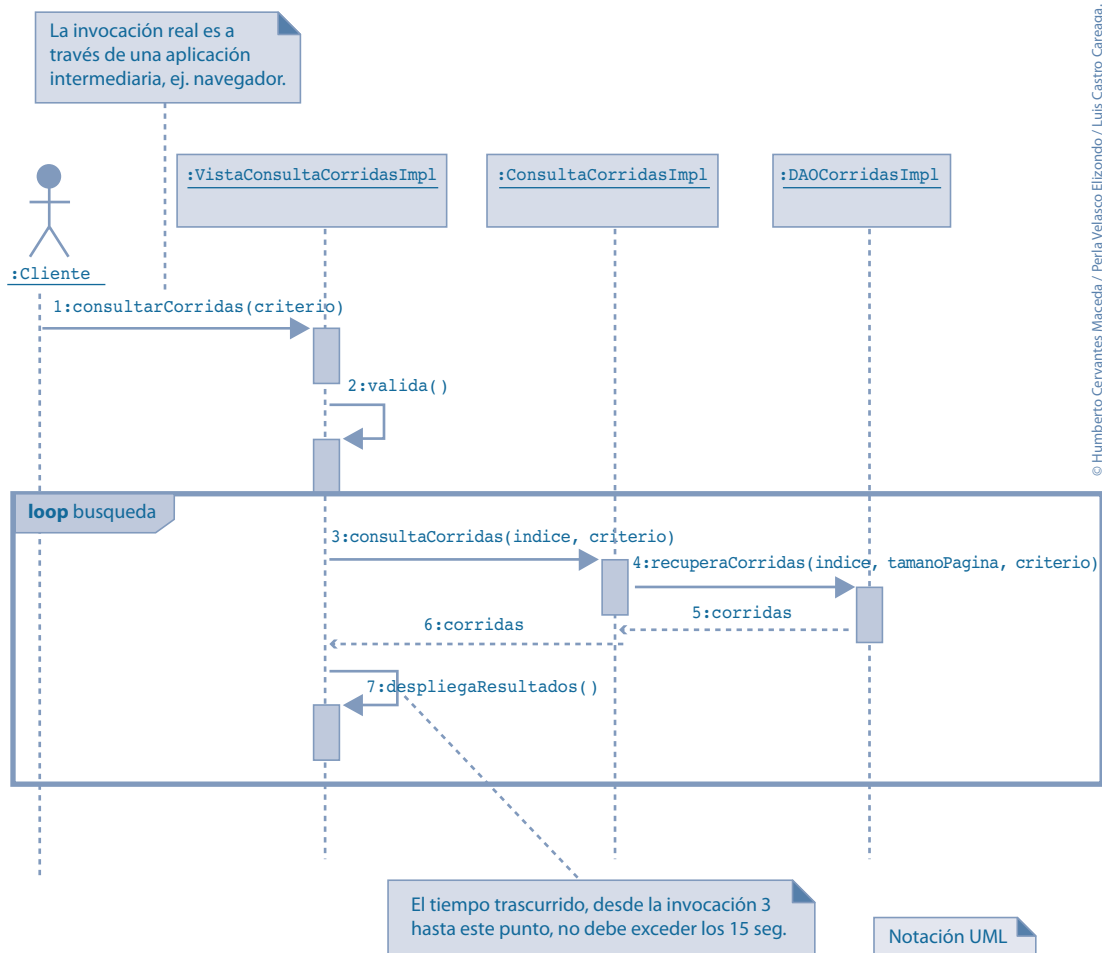 La invocación real es a
través de una aplicación
intermediaria, ej. navegador.
© Humberto Cervantes Maceda / Perla Velasco Elizondo / Luis Castro Careaga.
:VistaConsultaCorridasImpl
:ConsultaCorridasImpl
:DAOCorridasImpl
:Cliente
1:consultarCorridas(criterio)
2:valida()
loop busqueda
3:consultaCorridas(indice, criterio)
4:recuperaCorridas(indice, tamanoPagina, criterio)
5:corridas
6:corridas
7:despliegaResultados()
El tiempo trascurrido, desde la invocación 3
hasta este punto, no debe exceder los 15 seg.
Notación UML